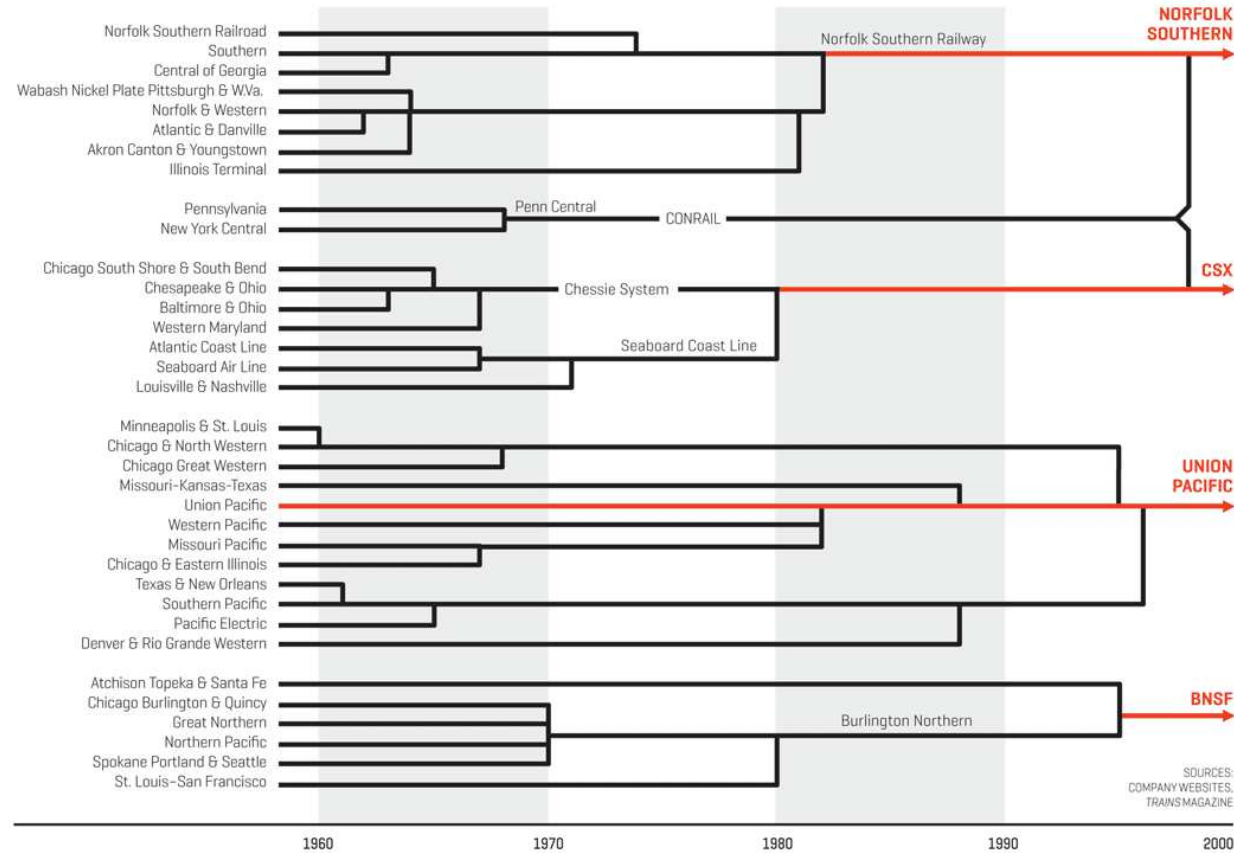 NORFOLK
SOUTHERN
Norfolk Southern Railroad
Norfolk Southern Railway
Southern
Central of Georgia
Wabash Nickel Plate Pittsburgh & W.Va.
Norfolk & Western
Atlantic & Danville
Akron Canton & Youngstown
Illinois Terminal
Pennsylvania
Penn Central
CONRAIL
New York Central
Chicago South Shore & South Bend
CSX
Chesapeake & Ohio
Chessie System
Baltimore & Ohio
Western Maryland
Atlantic Coast Line
Seaboard Coast Line
Seaboard Air Line
Louisville & Nashville
Minneapolis & St. Louis
Chicago & North Western
Chicago Great Western
UNION
PACIFIC
Missouri-Kansas-Texas
Union Pacific
Western Pacific
Missouri Pacific
Chicago & Eastern Illinois
Texas & New Orleans
Southern Pacific
Pacific Electric
Denver & Rio Grande Western
Atchison Topeka & Santa Fe
BNSF
Chicago Burlington & Quincy
Great Northern
Burlington Northern
Northern Pacific
Spokane Portland & Seattle
St. Louis–San Francisco
SOURCES:
COMPANY WEBSITES,
TRAINS MAGAZINE
1960 1970 1980 1990 2000